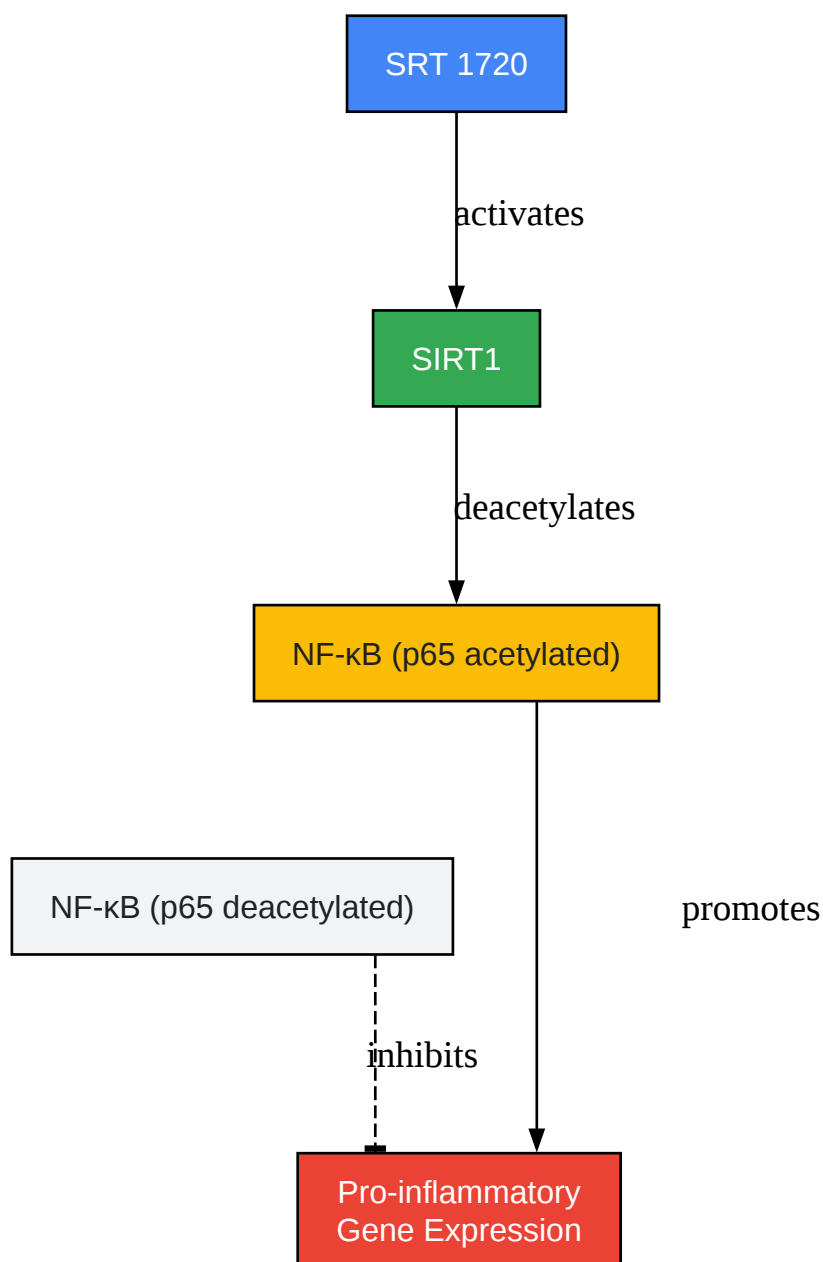 SRT 1720
activates
SIRT1
deacetylates
NF-κB (p65 acetylated)
NF-κB (p65 deacetylated)
promotes
inhibits
Pro-inflammatory
Gene Expression